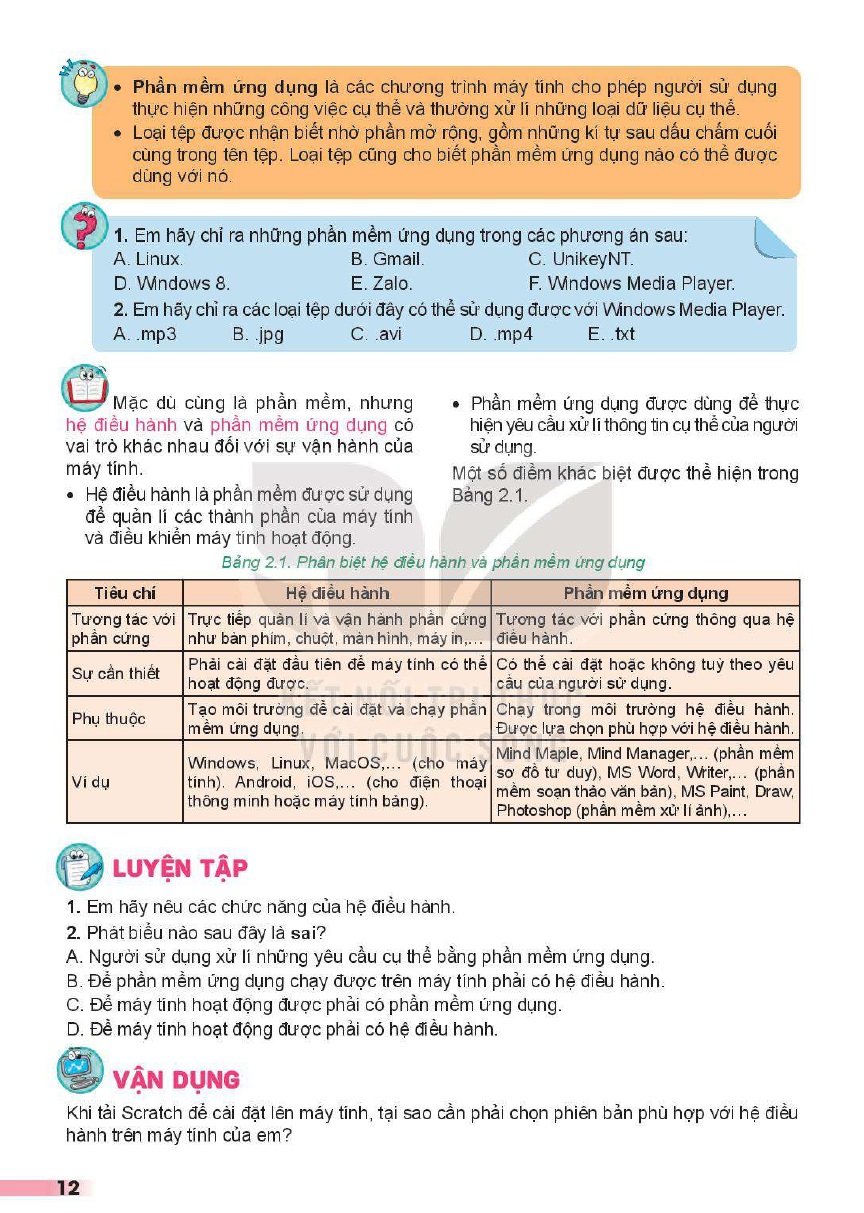 • Phần mềm ứng dụng là các chương trình máy tính cho phép người sử dụng
thực hiện những công việc cụ thể và thường xử lí những loại dữ liệu cụ thể.
• Loại tệp được nhận biết nhờ phần mở rộng, gồm những kí tự sau dấu chấm cuối
cùng trong tên tệp. Loại tệp cũng cho biết phần mềm ứng dụng nào có thể được
dùng với nó.
1. Em hãy chỉ ra những phần mềm ứng dụng trong các phương án sau:
A. Linux. B. Gmail. C. UnikeyNT.
D. Windows 8. E. Zalo. F. Windows Media Player.
2. Em hãy chỉ ra các loại tệp dưới đây có thể sử dụng được với Windows Media Player.
A. .mp3 B. .jpg C. .avi D. .mp4 E. .txt
Mặc dù cùng là phần mềm, nhưng
hệ điều hành và phần mềm ứng dụng có
vai trò khác nhau đối với sự vận hành của
máy tính.
• Hệ điều hành là phần mềm được sử dụng
để quản lí các thành phần của máy tính
và điều khiển máy tính hoạt động.
• Phần mềm ứng dụng được dùng để thực
hiện yêu cầu xử lí thông tin cụ thể của người
sử dụng.
Một số điểm khác biệt được thể hiện trong
Bảng 2.1.
Bảng 2.1. Phân biệt hệ điều hành và phần mềm ứng dụng
Tiêu chí Hệ điều hành Phần mềm ứng dụng
Tương tác với
phần cứng
Trực tiếp quản lí và vận hành phần cứng
như bàn phím, chuột, màn hình, máy in,...
Tương tác với phần cứng thông qua hệ
điều hành.
Sự cần thiết
Phải cài đặt đầu tiên để máy tính có thể
hoạt động được.
Có thể cài đặt hoặc không tuỳ theo yêu
cầu của người sử dụng.
Phụ thuộc
Tạo môi trường để cài đặt và chạy phần
mềm ứng dụng.
Chạy trong môi trường hệ điều hành.
Được lựa chọn phù hợp với hệ điều hành.
Ví dụ
Windows, Linux, MacOS,... (cho máy
tính). Android, iOS,... (cho điện thoại
thông minh hoặc máy tính bảng).
Mind Maple, Mind Manager,... (phần mềm
sơ đồ tư duy), MS Word, Writer,... (phần
mềm soạn thảo văn bản), MS Paint, Draw,
Photoshop (phần mềm xử lí ảnh),...
KẾT NỐI TRI THỨC
VỚI CUỘC SỐNG
LUYỆN TẬP
1. Em hãy nêu các chức năng của hệ điều hành.
2. Phát biểu nào sau đây là sai?
A. Người sử dụng xử lí những yêu cầu cụ thể bằng phần mềm ứng dụng.
B. Để phần mềm ứng dụng chạy được trên máy tính phải có hệ điều hành.
C. Để máy tính hoạt động được phải có phần mềm ứng dụng.
D. Để máy tính hoạt động được phải có hệ điều hành.
VẬN DỤNG
Khi tải Scratch để cài đặt lên máy tính, tại sao cần phải chọn phiên bản phù hợp với hệ điều
hành trên máy tính của em?
12